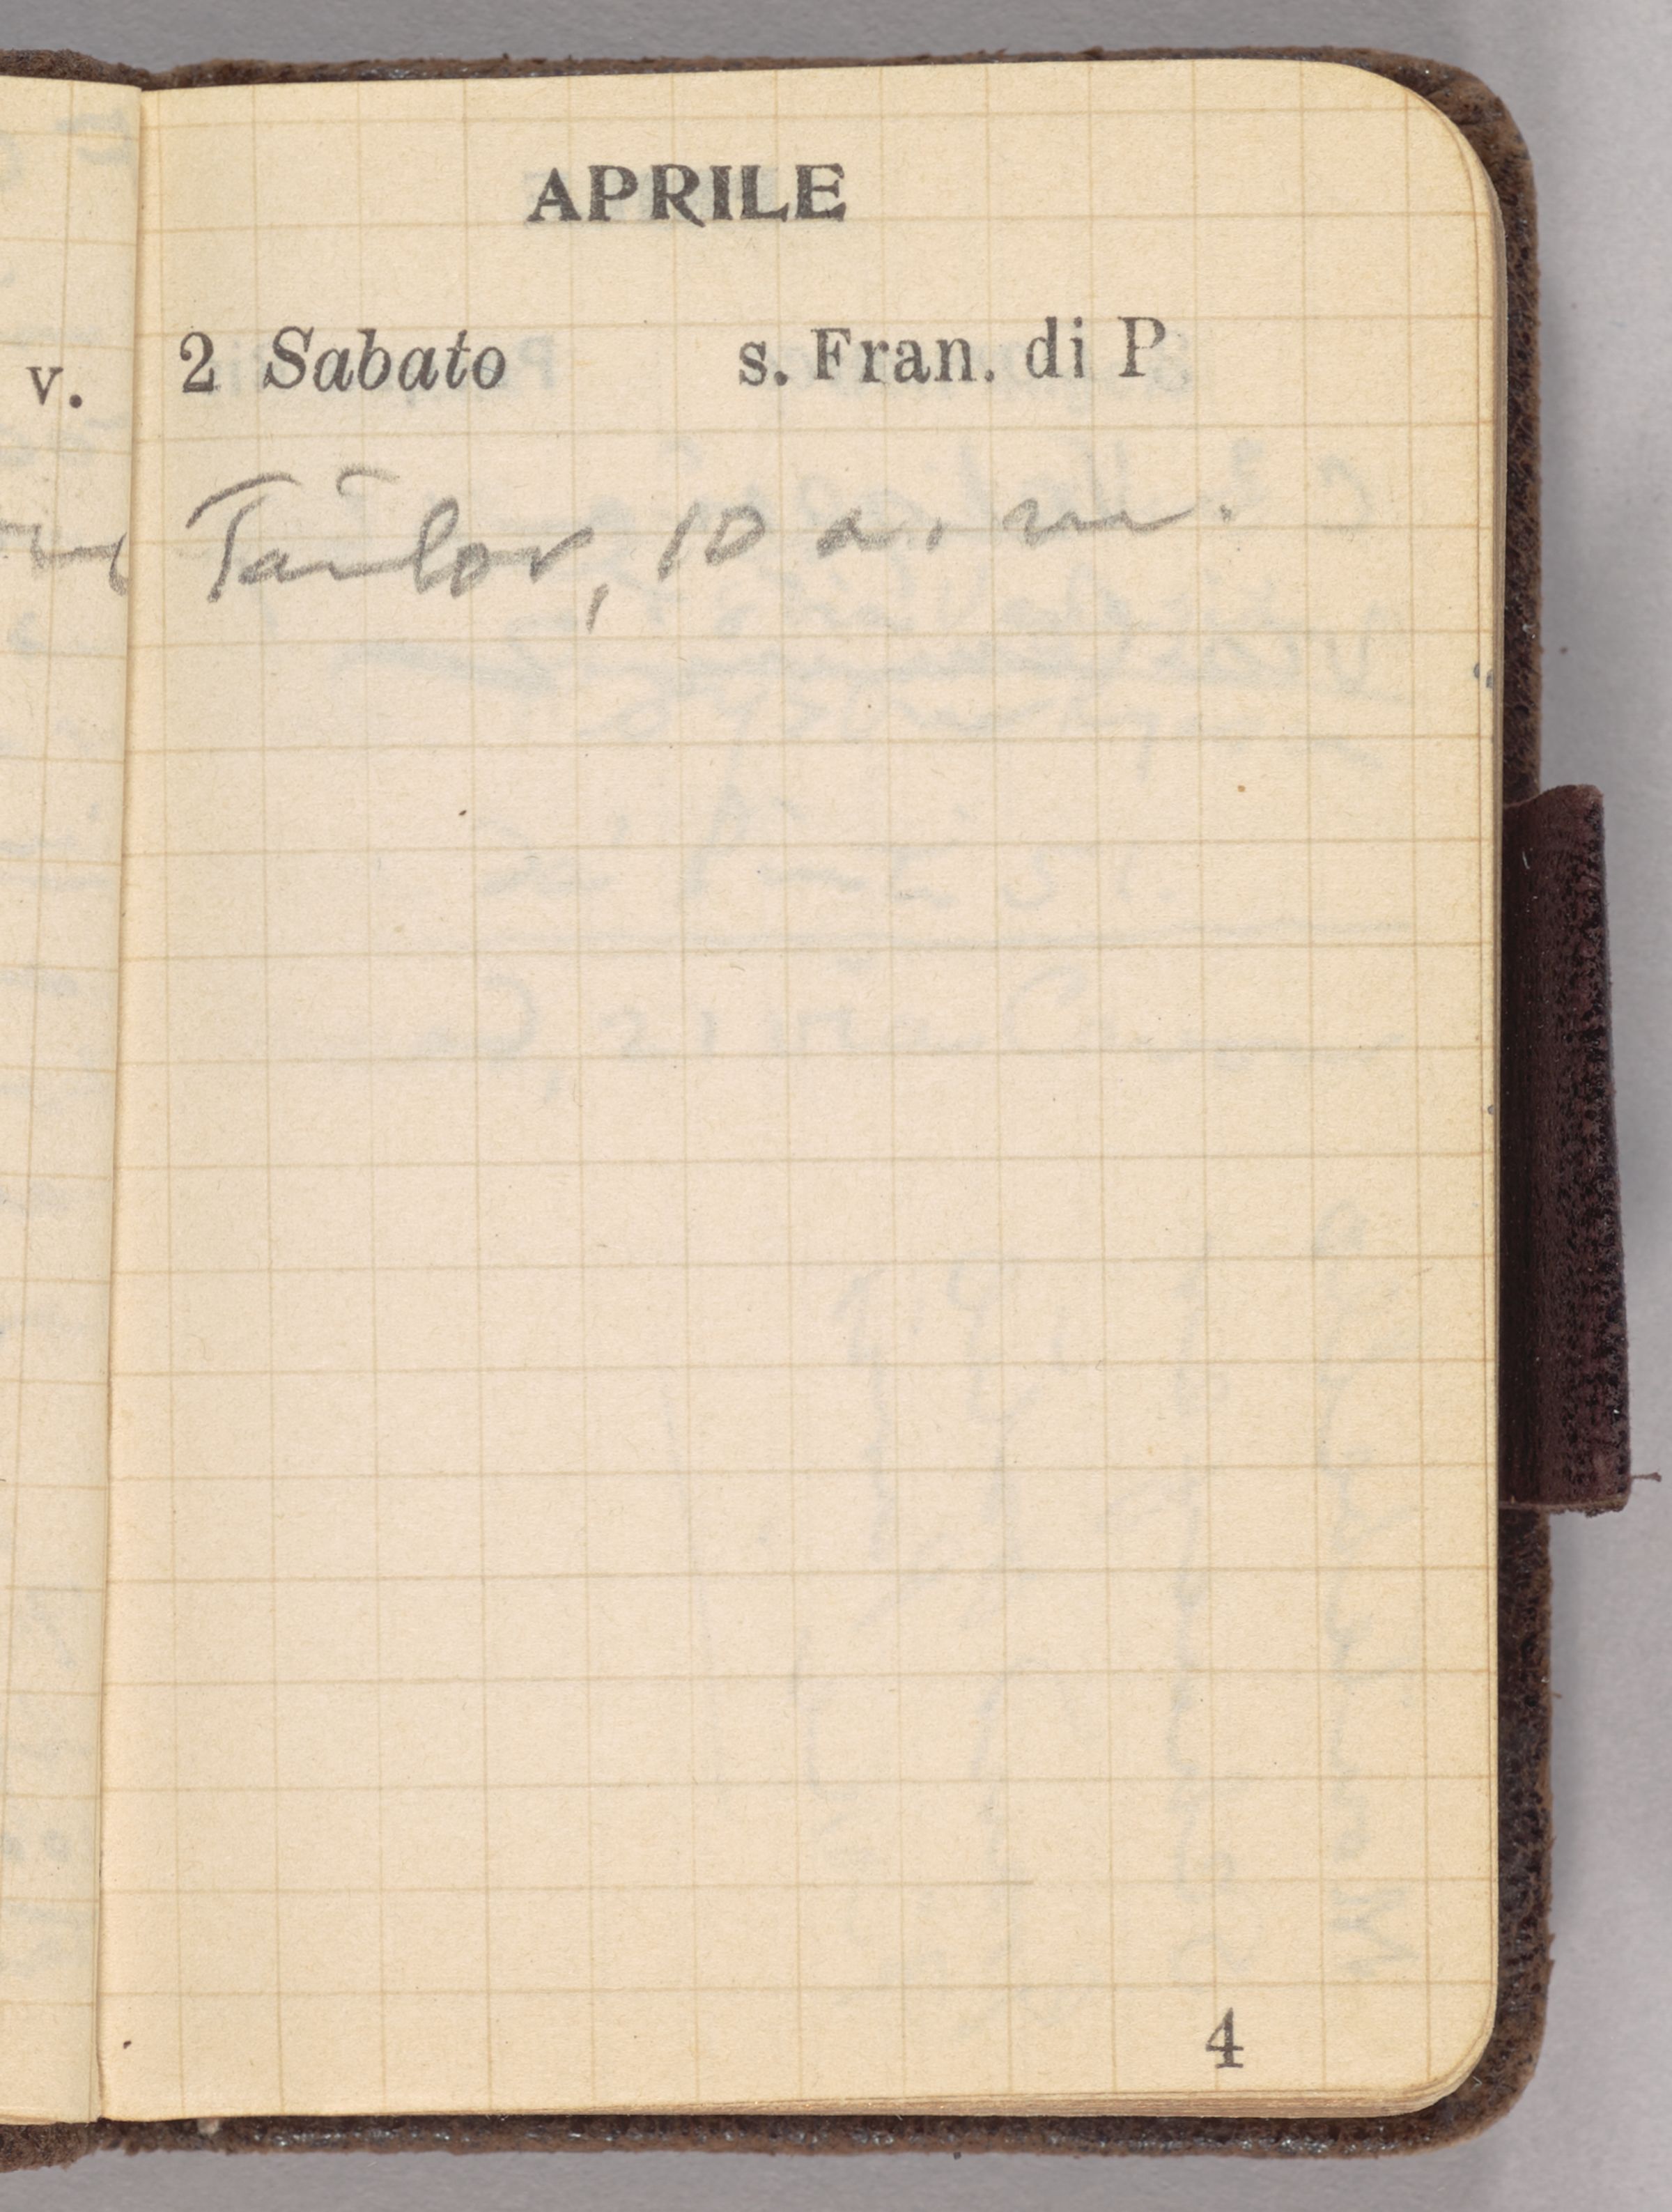 APRILE
v.
2 Sabato s. Fran. di P
Tailor, 10 a. m.
4